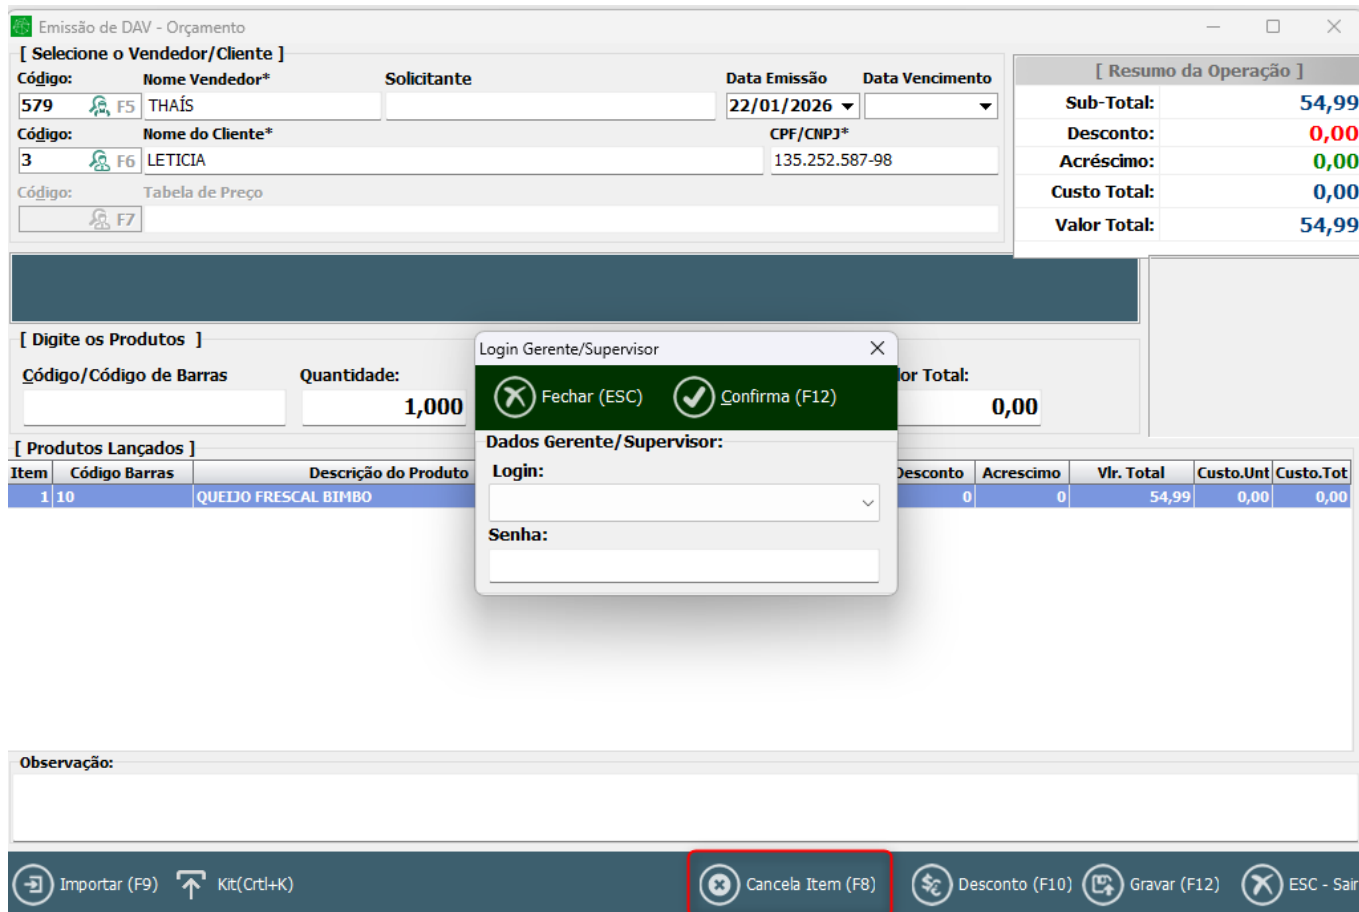 Emissão de DAV - Orçamento
[ Selecione o Vendedor/Cliente ]
Código: Nome Vendedor* Solicitante Data Emissão Data Vencimento
579 F5 THAÍS 22/01/2026
Código: Nome do Cliente* CPF/CNPJ*
3 F6 LETICIA 135.252.587-98
Código: Tabela de Preço
F7
[ Resumo da Operação ]
Sub-Total: 54,99
Desconto: 0,00
Acréscimo: 0,00
Custo Total: 0,00
Valor Total: 54,99
[ Digite os Produtos ]
Código/Código de Barras Quantidade: lor Total:
1,000 0,00
Login Gerente/Supervisor
Fechar (ESC) Confirma (F12)
Dados Gerente/Supervisor:
Login:
Senha:
[ Produtos Lançados ]
Item Código Barras Descrição do Produto Desconto Acrescimo Vlr. Total Custo.Unt Custo.Tot
1 10 QUEIJO FRESCAL BIMBO 0 0 54,99 0,00 0,00
Observação:
Importar (F9) Kit(Crtl+K) Cancela Item (F8) Desconto (F10) Gravar (F12) ESC - Sair